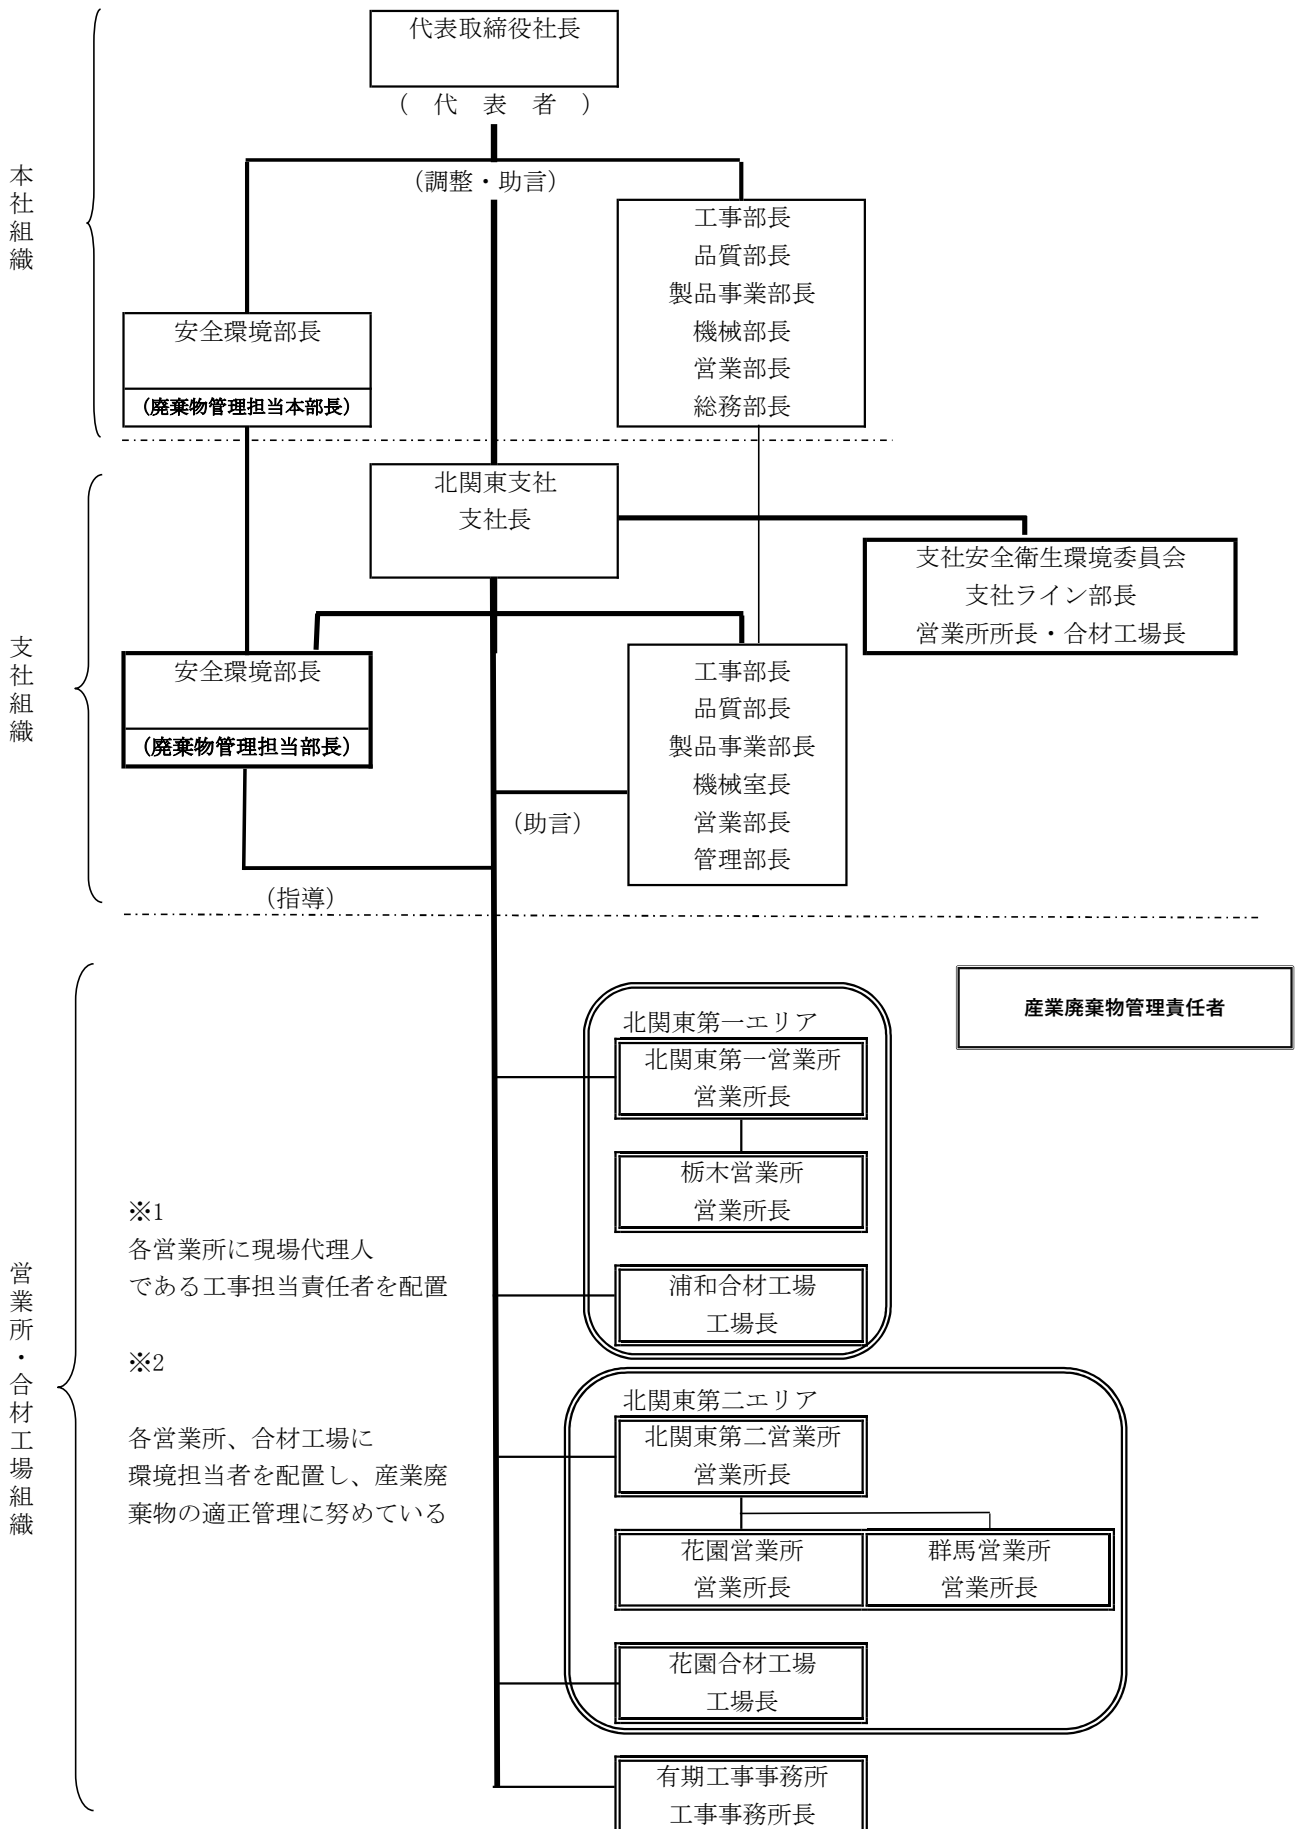 代表取締役社長
(代表者)
本社組織
(調整・助言)
工事部長
品質部長
製品事業部長
機械部長
営業部長
総務部長
安全環境部長
(廃棄物管理担当本部長)
北関東支社
支社長
支社安全衛生環境委員会
支社ライン部長
営業所所長・合材工場長
支社組織
安全環境部長
(廃棄物管理担当部長)
工事部長
品質部長
製品事業部長
機械室長
営業部長
管理部長
(助言)
(指導)
産業廃棄物管理責任者
北関東第一エリア
北関東第一営業所
営業所長
栃木営業所
営業所長
浦和合材工場
工場長
※1
各営業所に現場代理人
である工事担当責任者を配置
※2
各営業所、合材工場に
環境担当者を配置し、産業廃
棄物の適正管理に努めている
営業所・合材工場組織
北関東第二エリア
北関東第二営業所
営業所長
花園営業所
営業所長
群馬営業所
営業所長
花園合材工場
工場長
有期工事事務所
工事事務所長